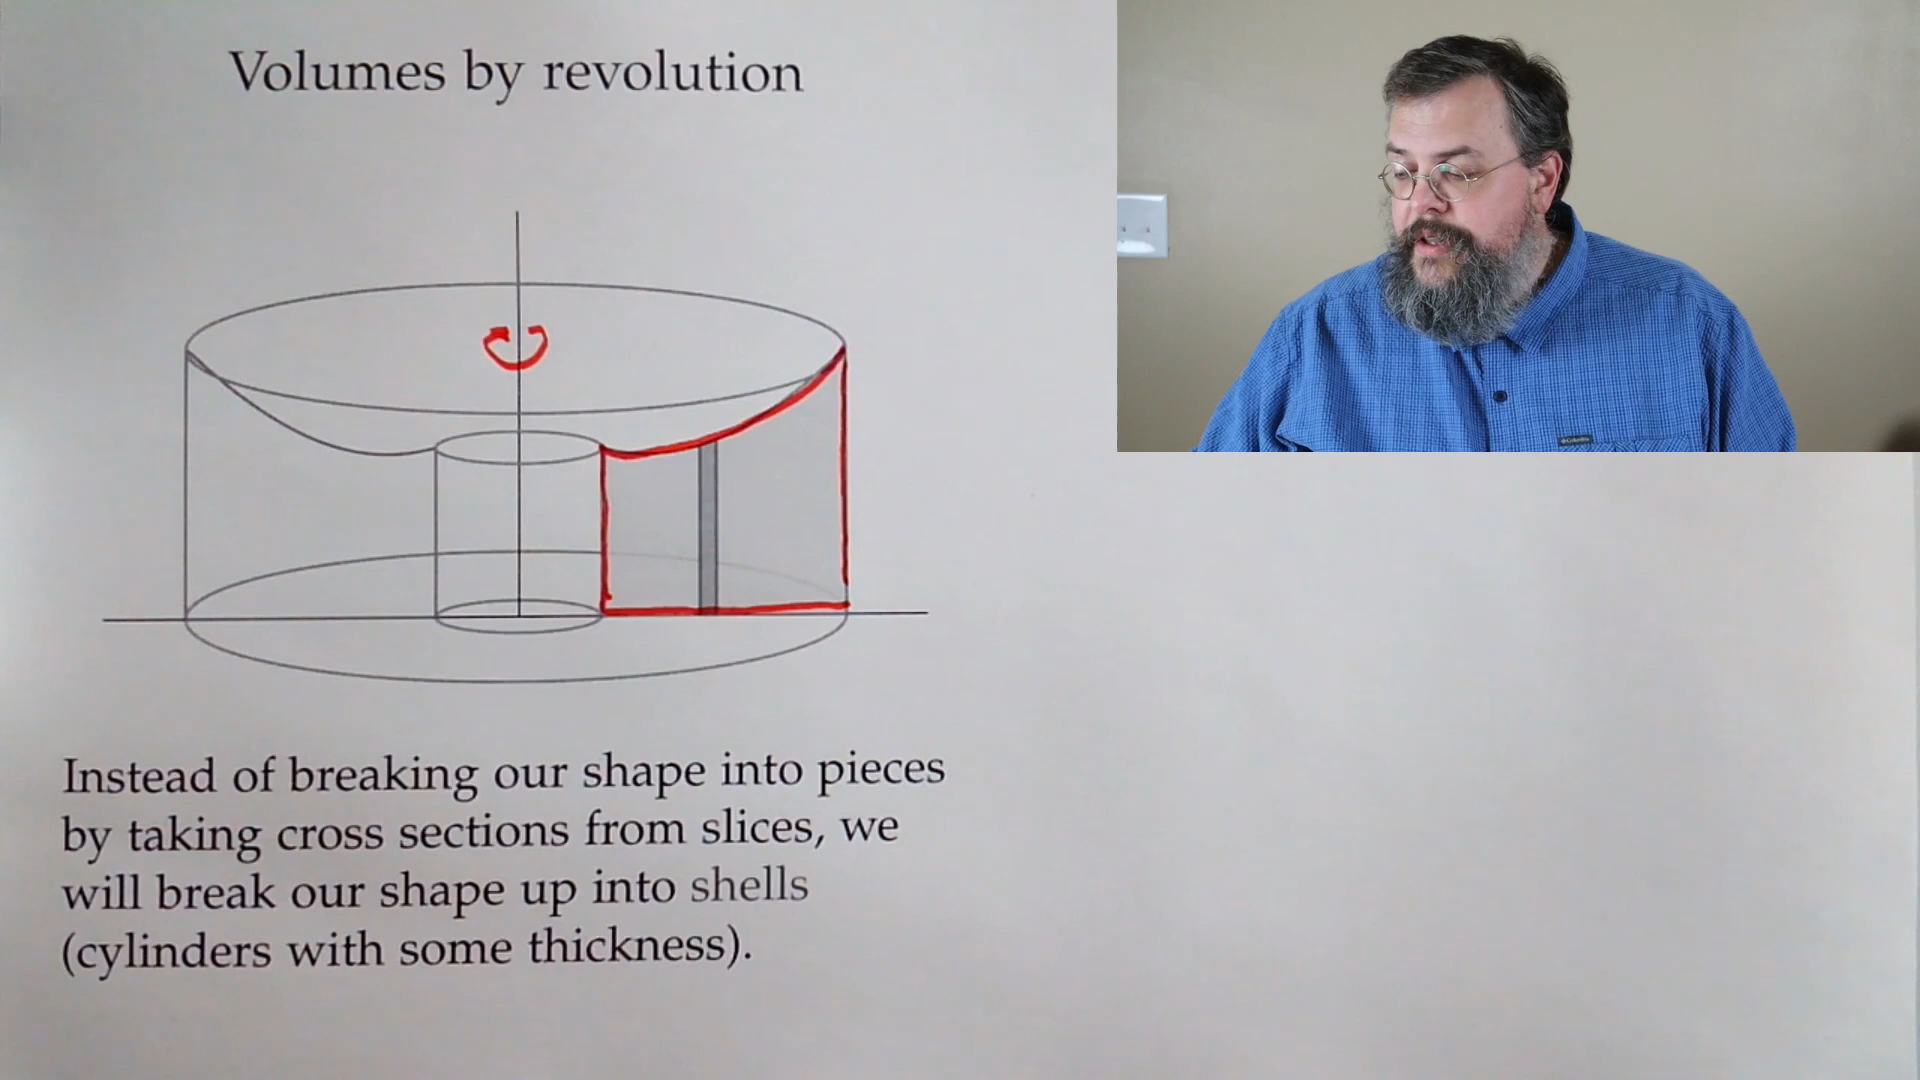 Volumes by revolution
Instead of breaking our shape into pieces
by taking cross sections from slices, we
will break our shape up into shells
(cylinders with some thickness).
Columbia